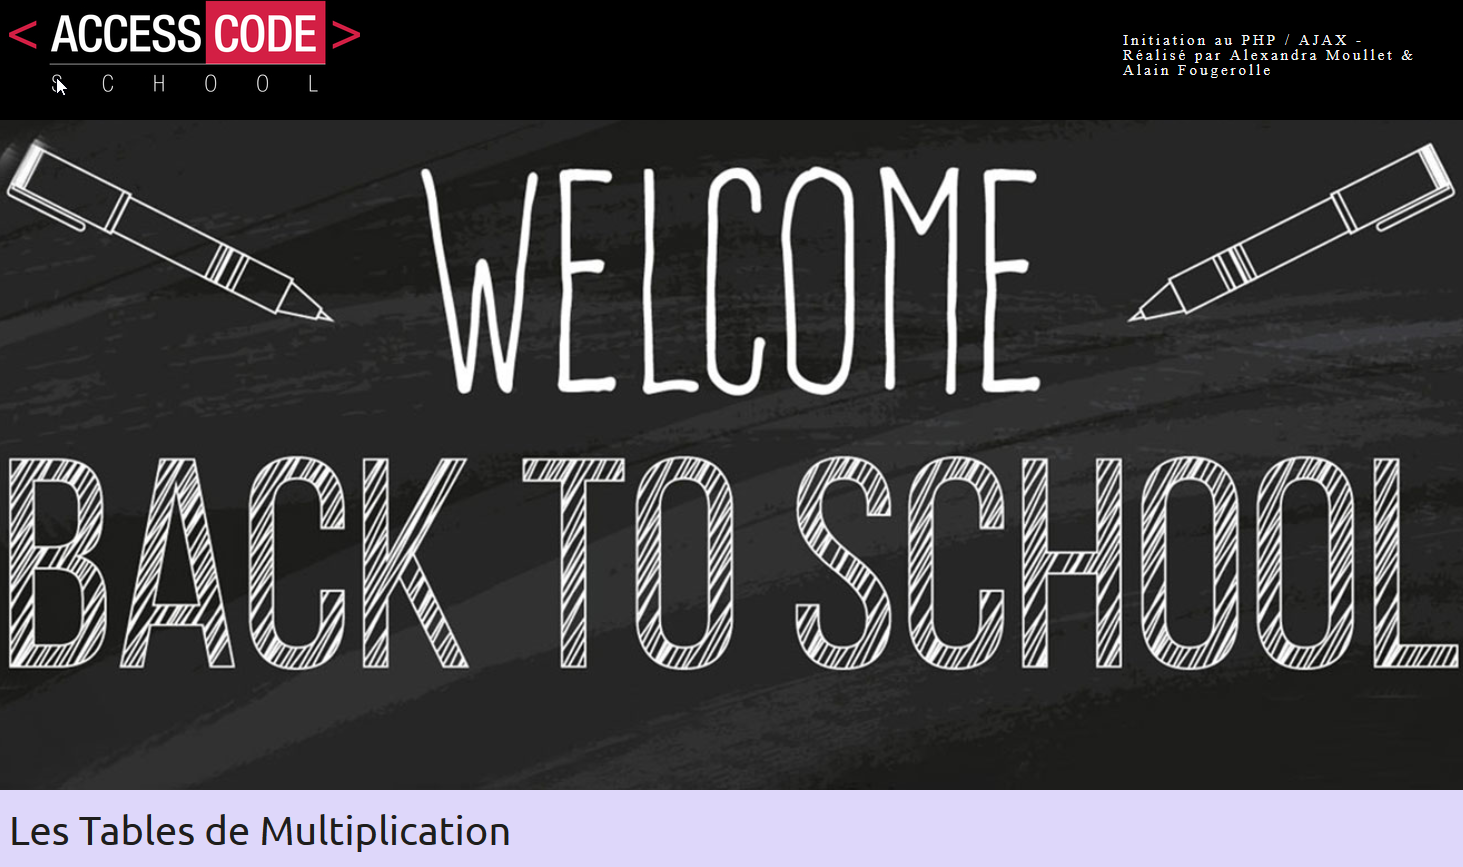 < ACCESS CODE >
SCHOOL
Initiation au PHP / AJAX -
Réalisé par Alexandra Moullet &
Alain Fougerolle
WELCOME
BACK TO SCHOOL
Les Tables de Multiplication